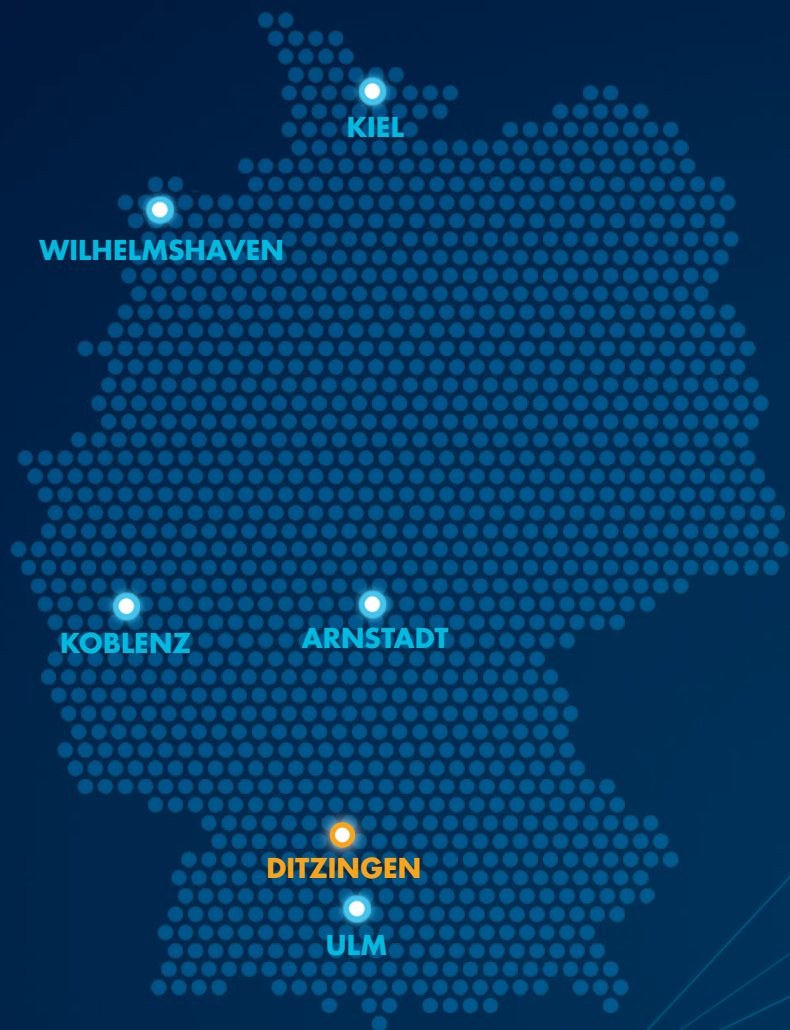 KIEL
WILHELMSHAVEN
KOBLENZ
ARNSTADT
DITZINGEN
ULM